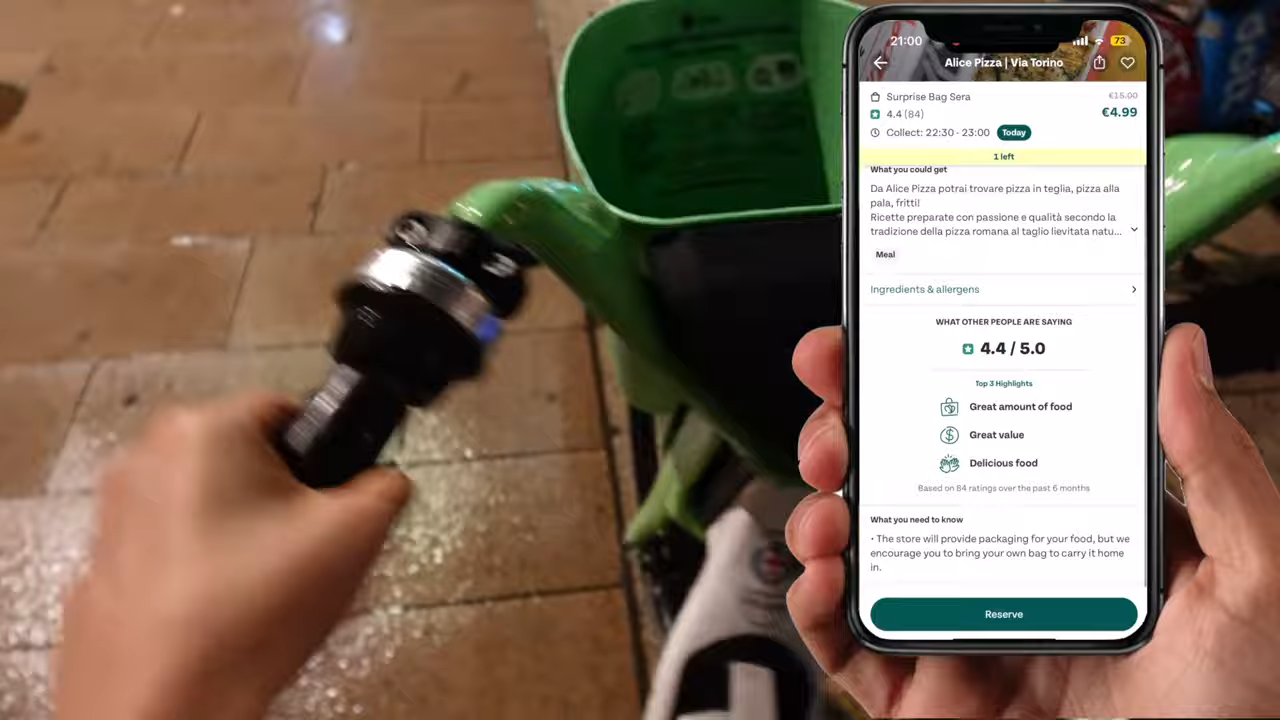 21:00
73
Alice Pizza | Via Torino
Surprise Bag Sera
€15.00
4.4 (84)
€4.99
Collect: 22:30 - 23:00
Today
1 left
What you could get
Da Alice Pizza potrai trovare pizza in teglia, pizza alla
pala, fritti!
Ricette preparate con passione e qualità secondo la
tradizione della pizza romana al taglio lievitata natu...
Meal
Ingredients & allergens
WHAT OTHER PEOPLE ARE SAYING
4.4 / 5.0
Top 3 Highlights
Great amount of food
Great value
Delicious food
Based on 84 ratings over the past 6 months
What you need to know
• The store will provide packaging for your food, but we
encourage you to bring your own bag to carry it home
in.
Reserve